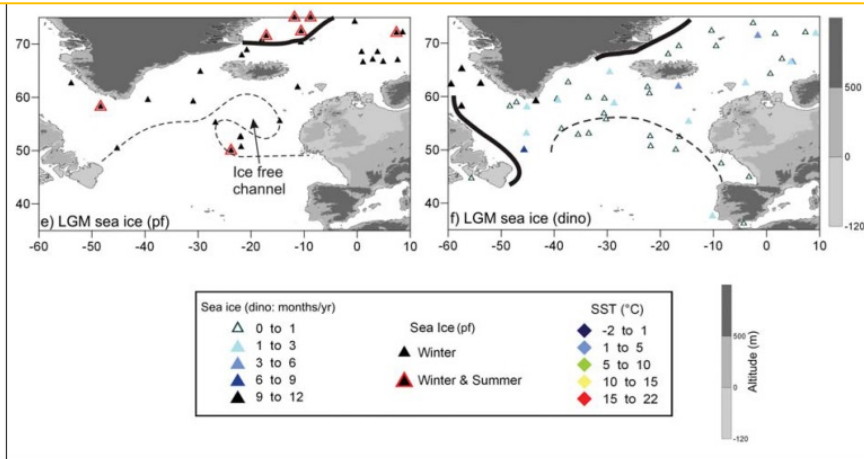 70
60
50
40
-60 -50 -40 -30 -20 -10 0 10
Ice free
channel
e) LGM sea ice (pf)
70
60
50
40
-60 -50 -40 -30 -20 -10 0 10
f) LGM sea ice (dino)
500
0
-120
Sea ice (dino: months/yr)
0 to 1
1 to 3
3 to 6
6 to 9
9 to 12
Sea Ice (pf)
Winter
Winter & Summer
SST (°C)
-2 to 1
1 to 5
5 to 10
10 to 15
15 to 22
500
0
-120
Altitude (m)